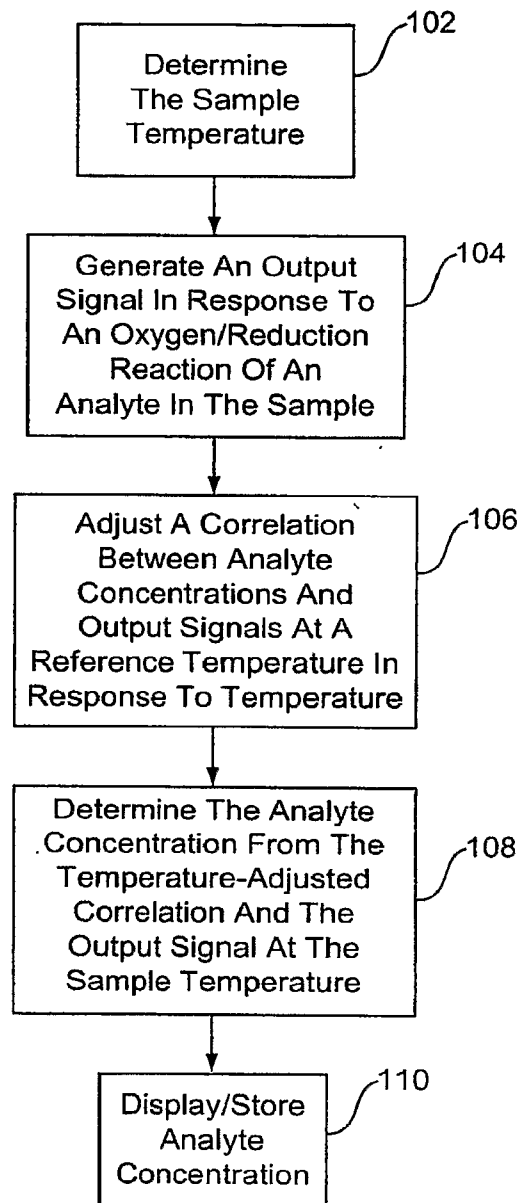 102
Determine
The Sample
Temperature
104
Generate An Output
Signal In Response To
An Oxygen/Reduction
Reaction Of An
Analyte In The Sample
106
Adjust A Correlation
Between Analyte
Concentrations And
Output Signals At A
Reference Temperature In
Response To Temperature
108
Determine The Analyte
Concentration From The
Temperature-Adjusted
Correlation And The
Output Signal At The
Sample Temperature
110
Display/Store
Analyte
Concentration